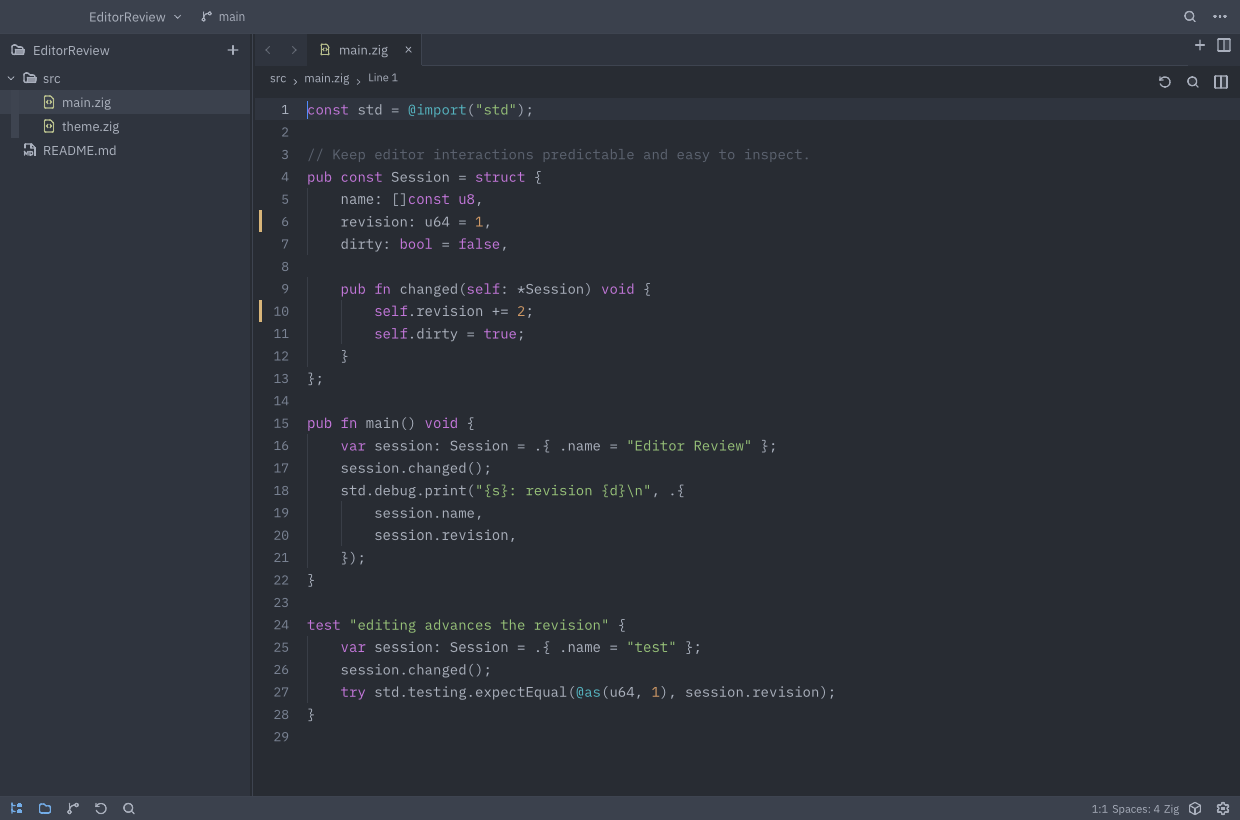 EditorReview
main
EditorReview
src
main.zig
theme.zig
README.md
main.zig
src
main.zig
Line 1
1 const std = @import("std");
2
3 // Keep editor interactions predictable and easy to inspect.
4 pub const Session = struct {
5     name: []const u8,
6     revision: u64 = 1,
7     dirty: bool = false,
8
9     pub fn changed(self: *Session) void {
10         self.revision += 2;
11         self.dirty = true;
12     }
13 };
14
15 pub fn main() void {
16     var session: Session = .{ .name = "Editor Review" };
17     session.changed();
18     std.debug.print("{s}: revision {d}\n", .{
19         session.name,
20         session.revision,
21     });
22 }
23
24 test "editing advances the revision" {
25     var session: Session = .{ .name = "test" };
26     session.changed();
27     try std.testing.expectEqual(@as(u64, 1), session.revision);
28 }
29
1:1 Spaces: 4 Zig